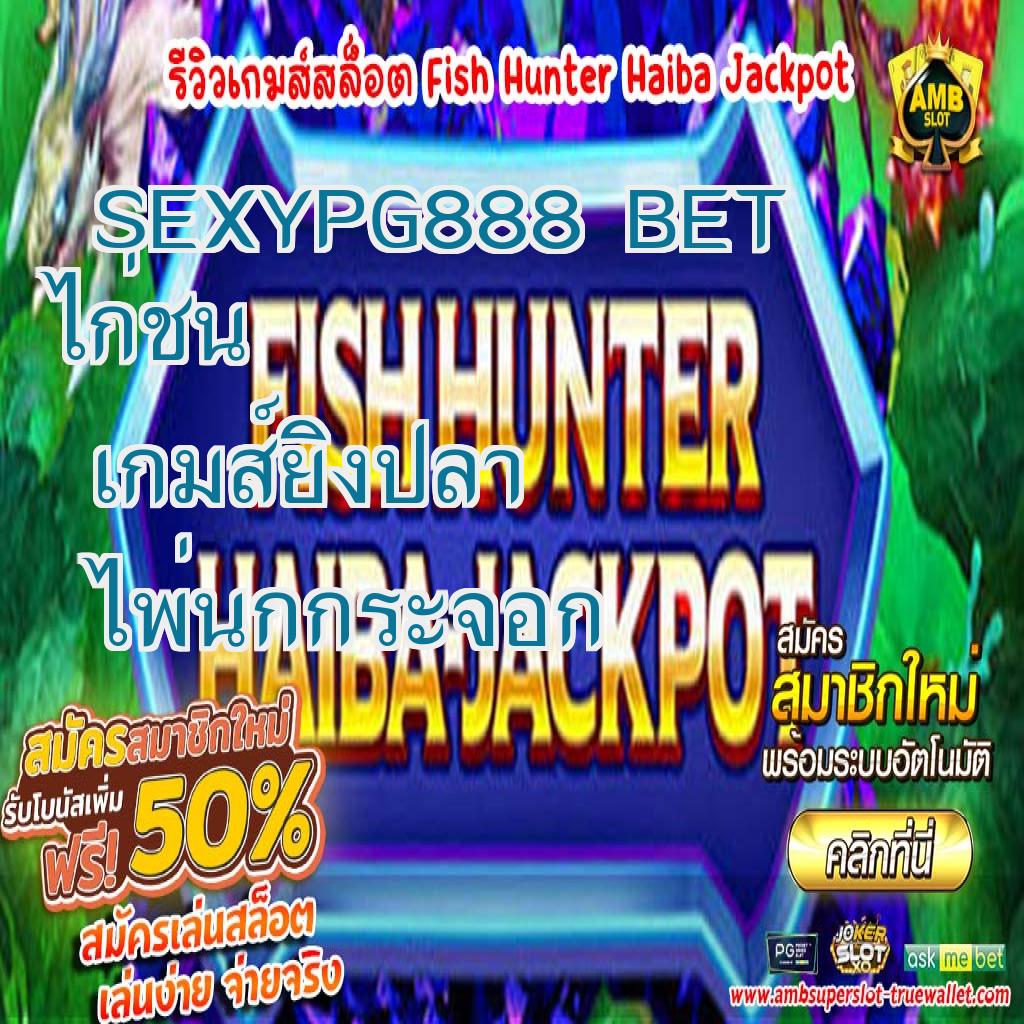 รีวิวเกมส์สล็อต Fish Hunter Haiba Jackpot
AMB
SLOT
SEXYPG888 BET
ไก่ชน
FISH HUNTER
เกมส์ยิงปลา
HAIBA JACKPOT
ไพ่นกกระจอก
สมัคร
สมาชิกใหม่
พร้อมระบบอัตโนมัติ
คลิกที่นี่
สมัครสมาชิกใหม่
รับโบนัสเพิ่ม
ฟรี! 50%
สมัครเล่นสล็อต
เล่นง่าย จ่ายจริง
PG
JOKER
SLOT
XO
ask me bet
www.ambsuperslot-truewallet.com